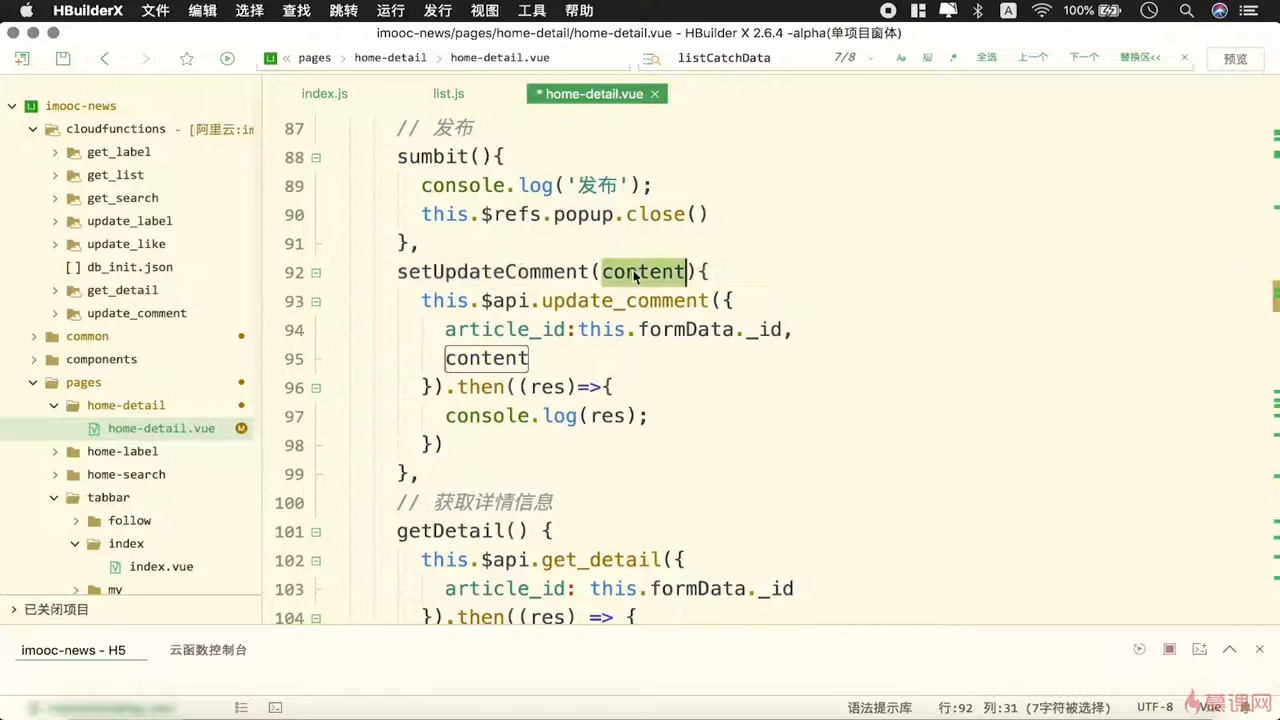 HBuilderX 文件 编辑 选择 查找 跳转 运行 发行 视图 工具 帮助 100%
imooc-news/pages/home-detail/home-detail.vue - HBuilder X 2.6.4 -alpha(单项目窗体)
pages home-detail home-detail.vue listCatchData 7/8 Aa .* 全选 上一个 下一个 替换区<< 预览
index.js list.js * home-detail.vue
imooc-news
cloudfunctions - [阿里云:im
get_label
get_list
get_search
update_label
update_like
[] db_init.json
get_detail
update_comment
common
components
pages
home-detail
home-detail.vue M
home-label
home-search
tabbar
follow
index
index.vue
my
已关闭项目
87 // 发布
88 sumbit(){
89 console.log('发布');
90 this.$refs.popup.close()
91 },
92 setUpdateComment(content){
93 this.$api.update_comment({
94 article_id:this.formData._id,
95 content
96 }).then((res)=>{
97 console.log(res);
98 })
99 },
100 // 获取详情信息
101 getDetail() {
102 this.$api.get_detail({
103 article_id: this.formData._id
104 }).then((res) => {
imooc-news - H5 云函数控制台
语法提示库 行:92 列:31 (7字符被选择) UTF-8 Vue
慕课网